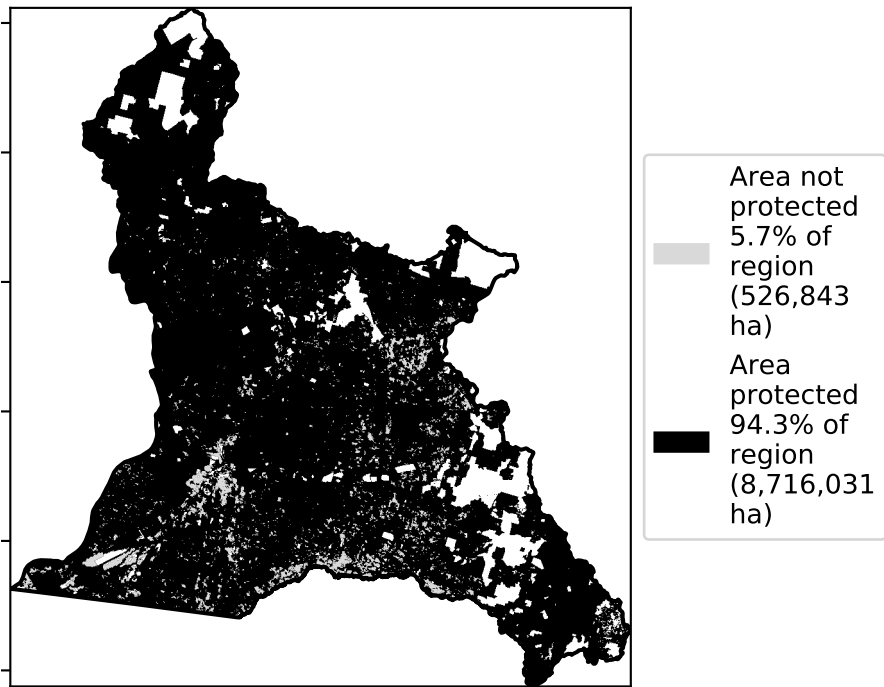 Area not
protected
5.7% of
region
(526,843
ha)
Area
protected
94.3% of
region
(8,716,031
ha)